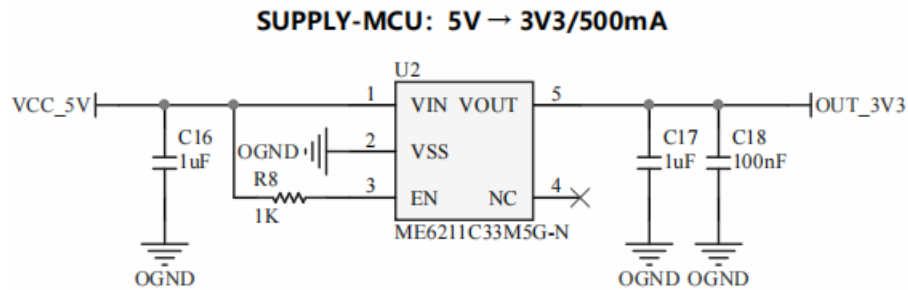 SUPPLY-MCU: 5V → 3V3/500mA
U2
VCC_5V
1
VIN
VOUT
5
OUT_3V3
C16
1uF
OGND
2
VSS
C17
1uF
C18
100nF
R8
1K
3
EN
NC
4
ME6211C33M5G-N
OGND
OGND
OGND